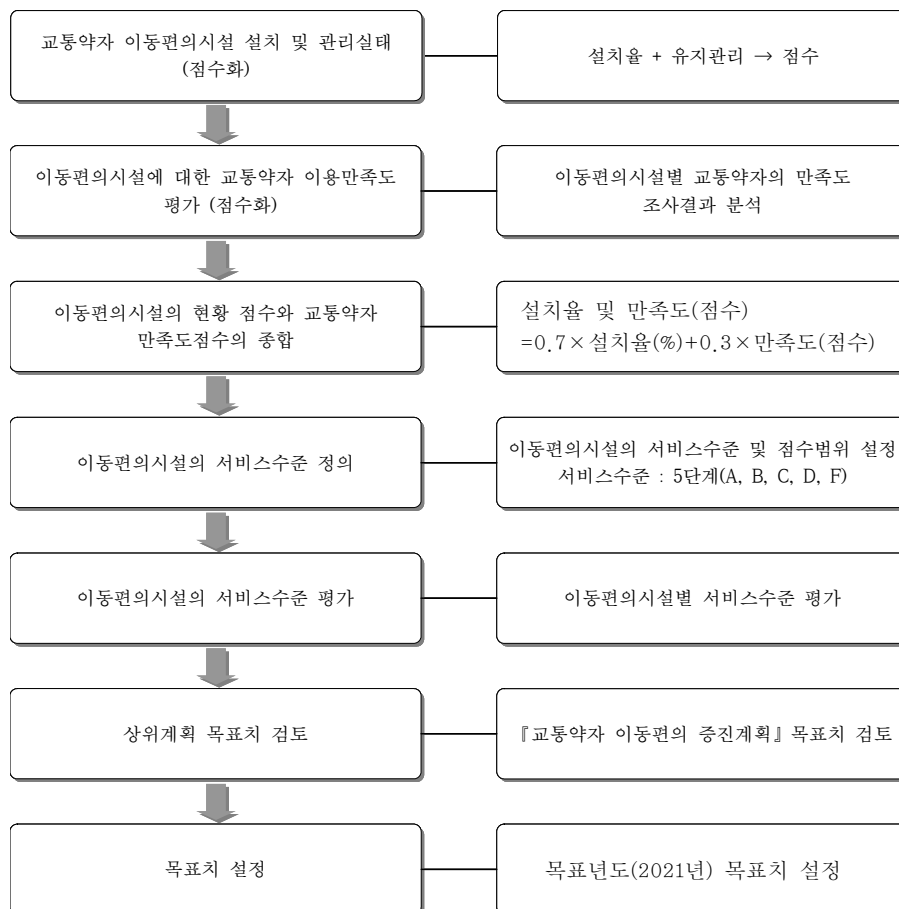 교통약자 이동편의시설 설치 및 관리실태
(점수화)
설치율 + 유지관리 → 점수
이동편의시설에 대한 교통약자 이용만족도
평가 (점수화)
이동편의시설별 교통약자의 만족도
조사결과 분석
이동편의시설의 현황 점수와 교통약자
만족도점수의 종합
설치율 및 만족도(점수)
=0.7×설치율(%)+0.3×만족도(점수)
이동편의시설의 서비스수준 정의
이동편의시설의 서비스수준 및 점수범위 설정
서비스수준 : 5단계(A, B, C, D, F)
이동편의시설의 서비스수준 평가
이동편의시설별 서비스수준 평가
상위계획 목표치 검토
『교통약자 이동편의 증진계획』 목표치 검토
목표치 설정
목표년도(2021년) 목표치 설정